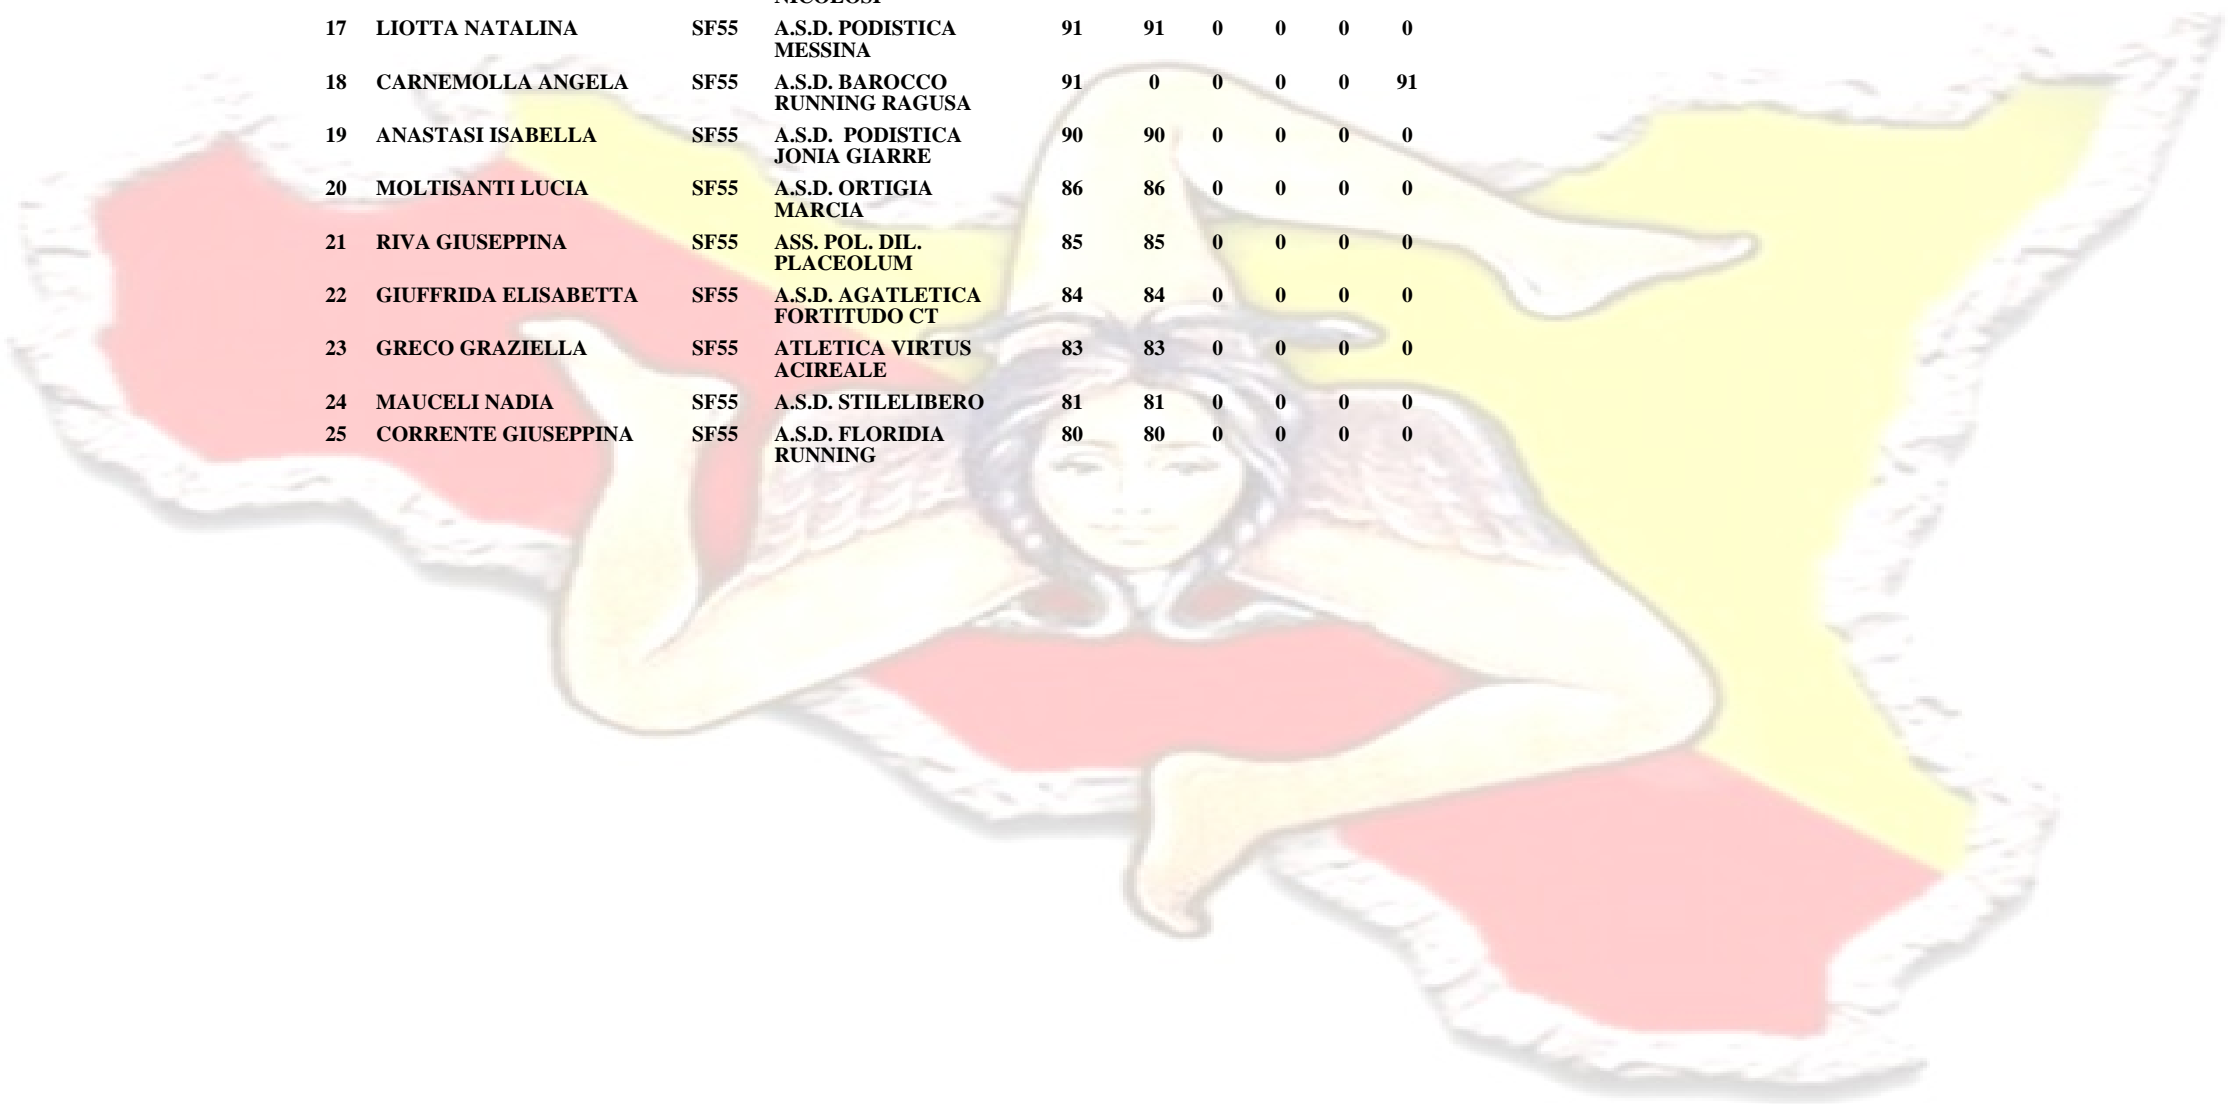 NICOLOSI
17 LIOTTA NATALINA SF55 A.S.D. PODISTICA 91 91 0 0 0 0
MESSINA
18 CARNEMOLLA ANGELA SF55 A.S.D. BAROCCO 91 0 0 0 0 91
RUNNING RAGUSA
19 ANASTASI ISABELLA SF55 A.S.D. PODISTICA 90 90 0 0 0 0
JONIA GIARRE
20 MOLTISANTI LUCIA SF55 A.S.D. ORTIGIA 86 86 0 0 0 0
MARCIA
21 RIVA GIUSEPPINA SF55 ASS. POL. DIL. 85 85 0 0 0 0
PLACEOLUM
22 GIUFFRIDA ELISABETTA SF55 A.S.D. AGATLETICA 84 84 0 0 0 0
FORTITUDO CT
23 GRECO GRAZIELLA SF55 ATLETICA VIRTUS 83 83 0 0 0 0
ACIREALE
24 MAUCELI NADIA SF55 A.S.D. STILELIBERO 81 81 0 0 0 0
25 CORRENTE GIUSEPPINA SF55 A.S.D. FLORIDIA 80 80 0 0 0 0
RUNNING